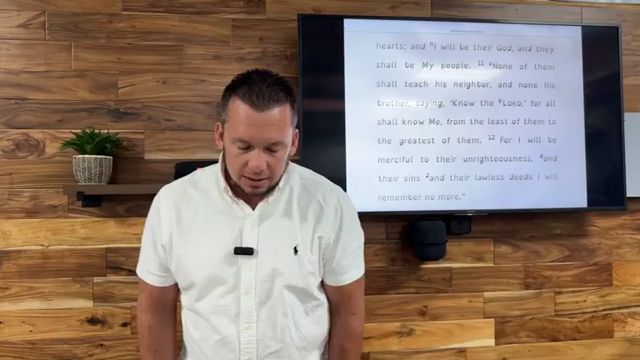 hearts; and ᵒI will be their God, and they
shall be My people. ¹¹ ᵖNone of them
shall teach his neighbor, and none his
brother, saying, 'Know the LORD,' for all
shall know Me, from the least of them to
the greatest of them. ¹² For I will be
merciful to their unrighteousness, and
their sins and their lawless deeds I will
remember no more."